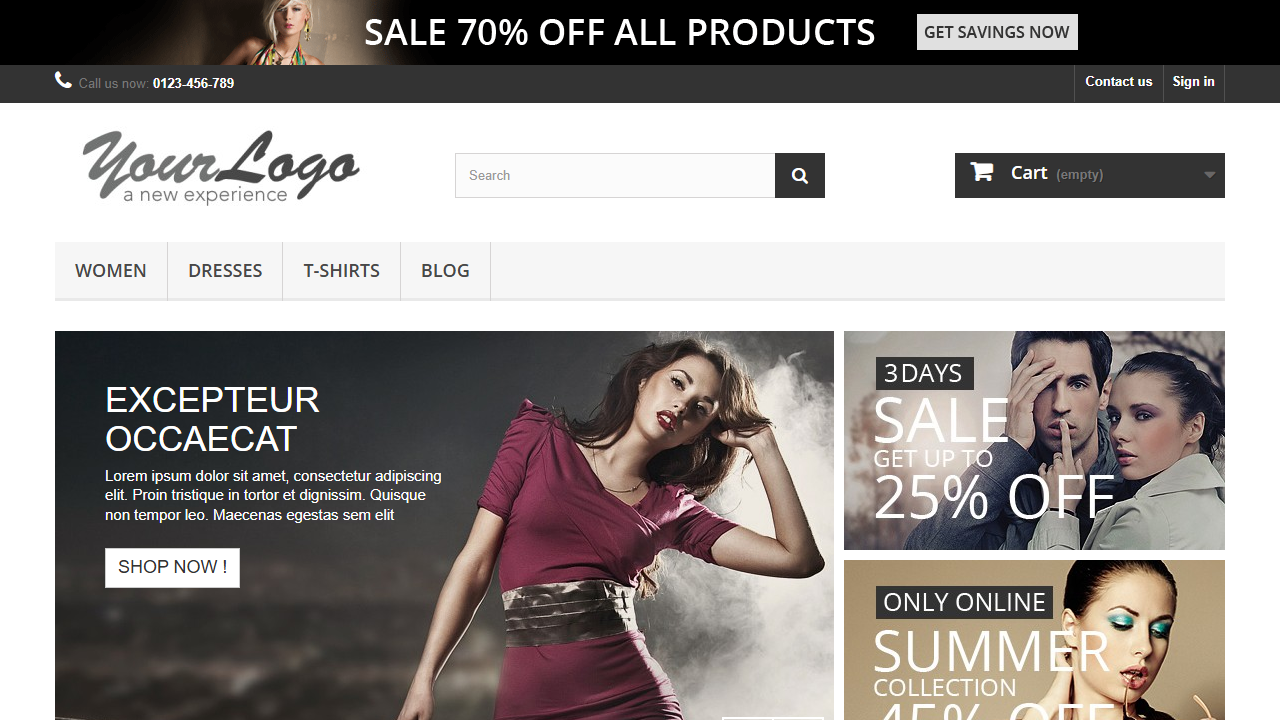 SALE 70% OFF ALL PRODUCTS
GET SAVINGS NOW
Call us now: 0123-456-789
Contact us
Sign in
YourLogo
a new experience
Search
Cart (empty)
WOMEN
DRESSES
T-SHIRTS
BLOG
EXCEPTEUR
OCCAECAT
Lorem ipsum dolor sit amet, consectetur adipiscing
elit. Proin tristique in tortor et dignissim. Quisque
non tempor leo. Maecenas egestas sem elit
SHOP NOW !
3DAYS
SALE
GET UP TO
25% OFF
ONLY ONLINE
SUMMER
COLLECTION
45% OFF